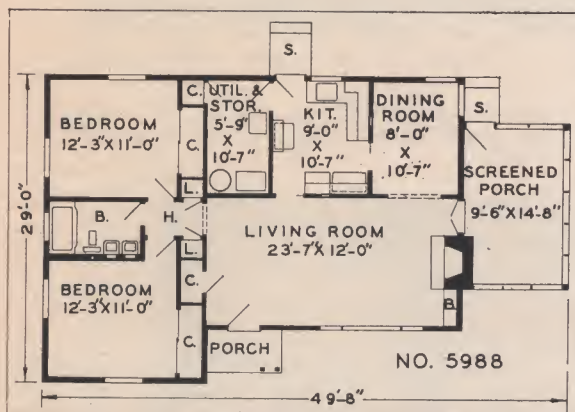 S.
C.
UTIL. &
STOR.
5'-9"
X
10'-7"
KIT.
9'-0"
X
10'-7"
DINING
ROOM
8'-0"
X
10'-7"
S.
BEDROOM
12'-3"X11'-0"
C.
L.
SCREENED
PORCH
9'-6"X14'-8"
29'-0"
B.
H.
LIVING ROOM
23'-7"X12'-0"
L.
BEDROOM
12'-3"X11'-0"
C.
C.
B.
PORCH
NO. 5988
49'-8"